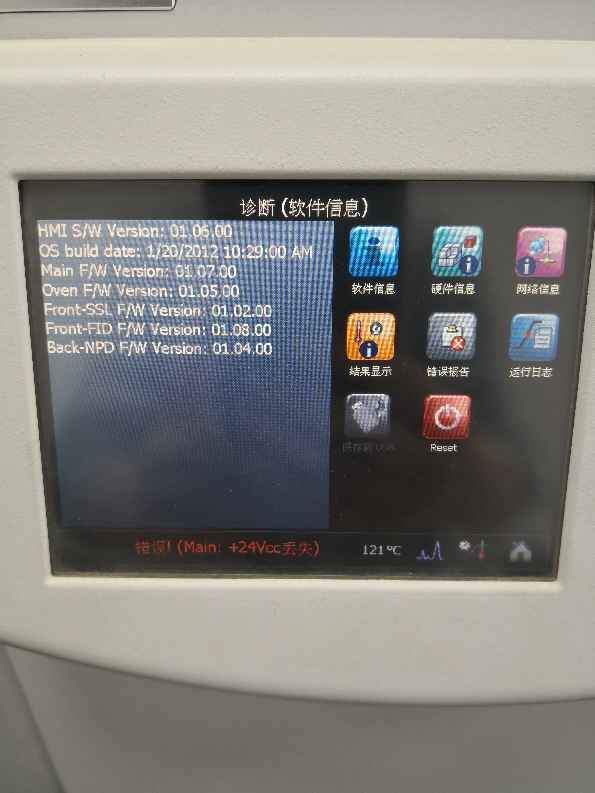 诊断 (软件信息)
HMI S/W Version: 01.06.00
OS build date: 1/20/2012 10:29:00 AM
Main F/W Version: 01.07.00
Oven F/W Version: 01.05.00
Front-SSL F/W Version: 01.02.00
Front-FID F/W Version: 01.08.00
Back-NPD F/W Version: 01.04.00
软件信息 硬件信息 网络信息
结果显示 错误报告 运行日志
Reset
错误! (Main: +24Vcc丢失)
121°C